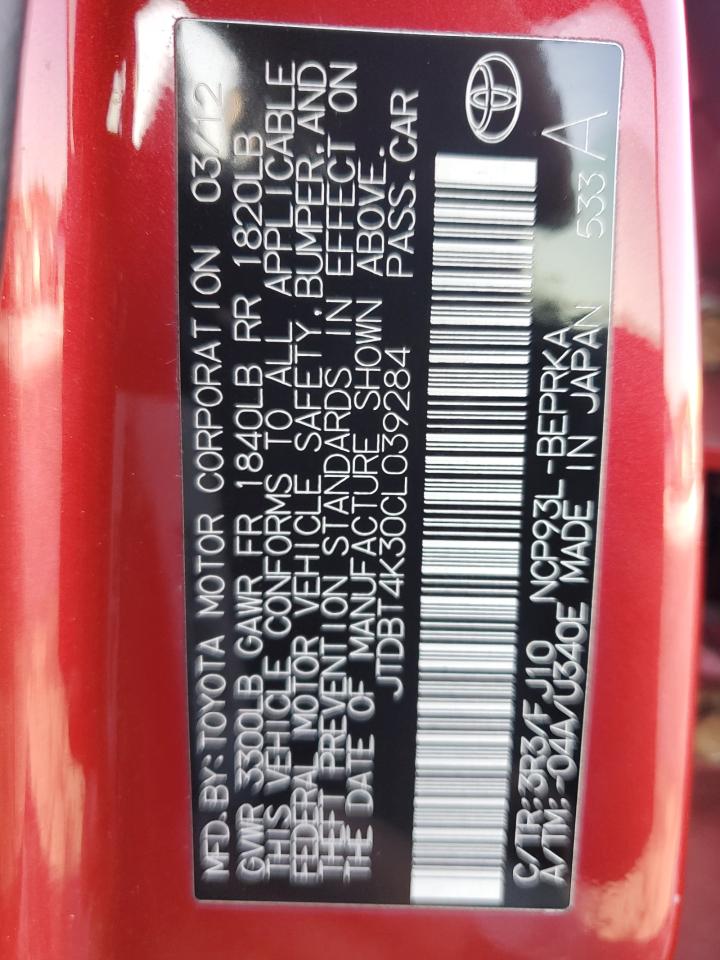 MFD. BY: TOYOTA MOTOR CORPORATION 03/12
GVWR 3300LB GAWR FR 1840LB RR 1820LB
THIS VEHICLE CONFORMS TO ALL APPLICABLE
FEDERAL MOTOR VEHICLE SAFETY, BUMPER, AND
THEFT PREVENTION STANDARDS IN EFFECT ON
THE DATE OF MANUFACTURE SHOWN ABOVE.
JTDBT4K30CL039284 PASS. CAR
C/TR: 3R3/FJ10 NCP93L-BEPRKA
A/TM: -04A/U340E MADE IN JAPAN 533 A